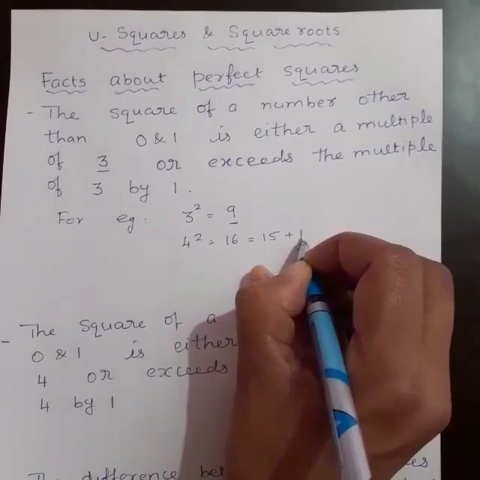 U. Squares & Square roots
Facts about perfect squares
- The square of a number other
than 0 & 1 is either a multiple
of 3 or exceeds the multiple
of 3 by 1.
For eg: 3² = 9
4² = 16 = 15 + 1
- The Square of a
0 & 1 is either
4 or exceeds
4 by 1
The difference